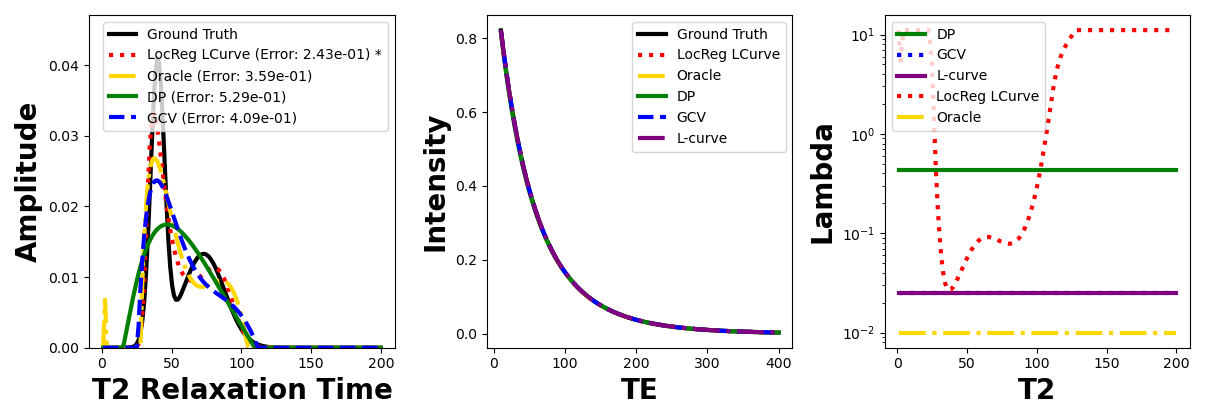 Amplitude
0.04
0.03
0.02
0.01
0.00
Ground Truth
LocReg LCurve (Error: 2.43e-01) *
Oracle (Error: 3.59e-01)
DP (Error: 5.29e-01)
GCV (Error: 4.09e-01)
0 50 100 150 200
T2 Relaxation Time
Intensity
0.8
0.6
0.4
0.2
0.0
Ground Truth
LocReg LCurve
Oracle
DP
GCV
L-curve
0 100 200 300 400
TE
Lambda
10¹
10⁰
10⁻¹
10⁻²
DP
GCV
L-curve
LocReg LCurve
Oracle
0 50 100 150 200
T2